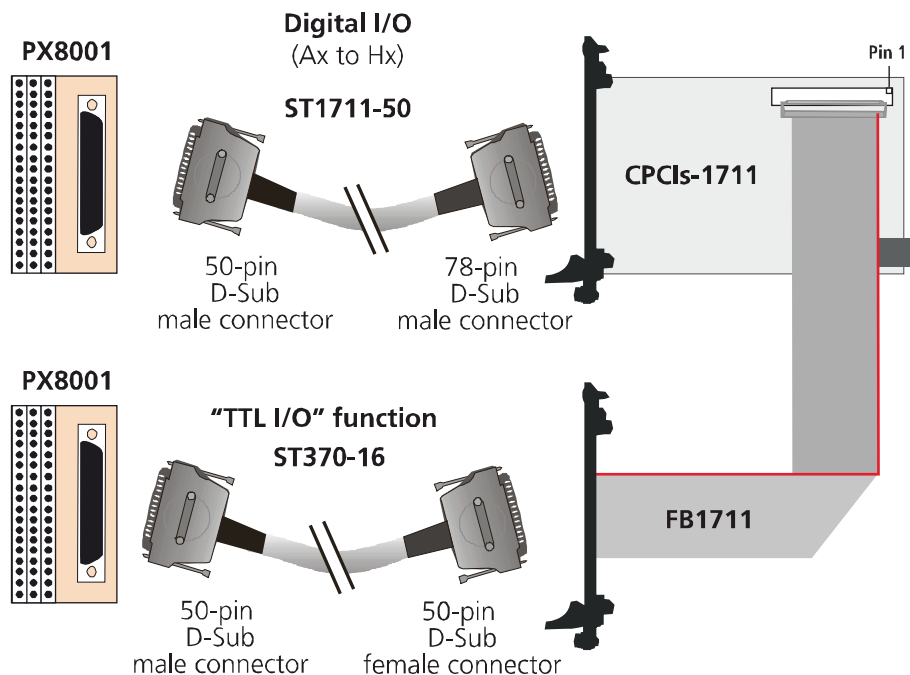 Digital I/O
(Ax to Hx)
PX8001
Pin 1
ST1711-50
CPCIs-1711
50-pin
D-Sub
male connector
78-pin
D-Sub
male connector
PX8001
"TTL I/O" function
ST370-16
FB1711
50-pin
D-Sub
male connector
50-pin
D-Sub
female connector